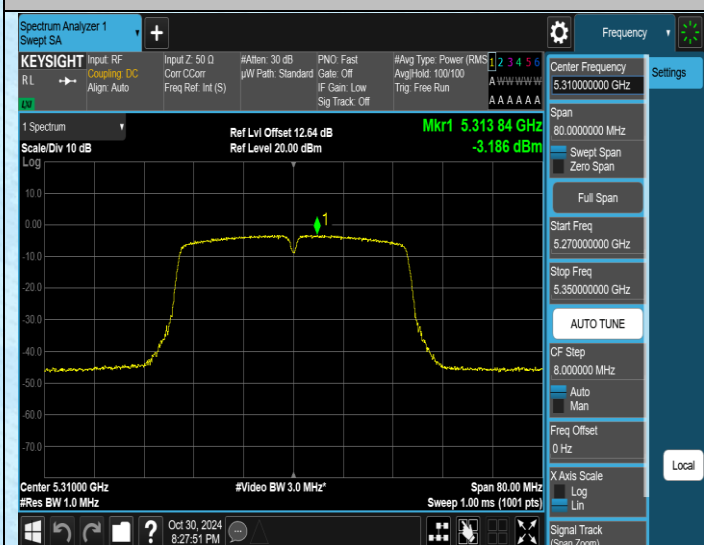 Spectrum Analyzer 1
Swept SA
Frequency
KEYSIGHT
RL
Input: RF
Coupling: DC
Align: Auto
Input Z: 50 Ω
Corr CCorr
Freq Ref: Int (S)
#Atten: 30 dB
µW Path: Standard
PNO: Fast
Gate: Off
IF Gain: Low
Sig Track: Off
#Avg Type: Power (RMS
Avg|Hold: 100/100
Trig: Free Run
1 2 3 4 5 6
A W W W W W
A A A A A A
LXI
1 Spectrum
Scale/Div 10 dB
Ref Lvl Offset 12.64 dB
Ref Level 20.00 dBm
Mkr1 5.313 84 GHz
-3.186 dBm
Log
10.0
0.00
-10.0
-20.0
-30.0
-40.0
-50.0
-60.0
-70.0
1
Center 5.31000 GHz
#Res BW 1.0 MHz
#Video BW 3.0 MHz*
Span 80.00 MHz
Sweep 1.00 ms (1001 pts)
Oct 30, 2024
8:27:51 PM
Center Frequency
5.310000000 GHz
Settings
Span
80.0000000 MHz
Swept Span
Zero Span
Full Span
Start Freq
5.270000000 GHz
Stop Freq
5.350000000 GHz
AUTO TUNE
CF Step
8.000000 MHz
Auto
Man
Freq Offset
0 Hz
X Axis Scale
Log
Lin
Local
Signal Track
(Span Zoom)